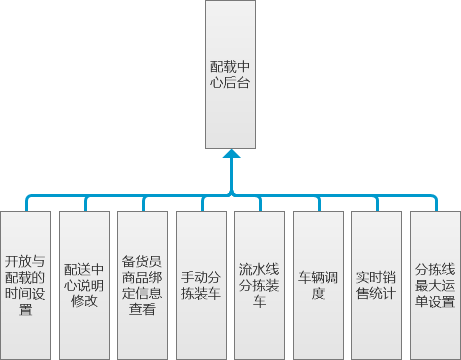 配载中
心后台
开放与
配载的
时间设
置
配送中
心说明
修改
备货员
商品绑
定信息
查看
手动分
拣装车
流水线
分拣装
车
车辆调
度
实时销
售统计
分拣线
最大运
单设置